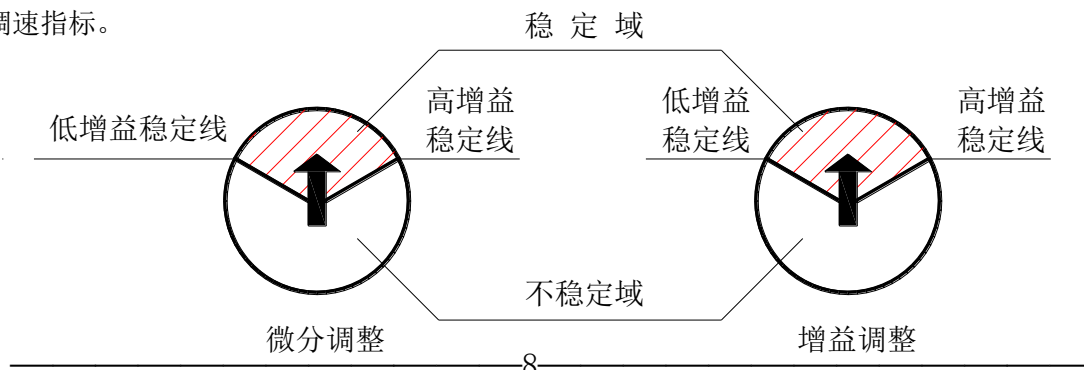 调速指标。
稳 定 域
低增益稳定线
高增益
稳定线
低增益
稳定线
高增益
稳定线
不稳定域
微分调整
增益调整
8